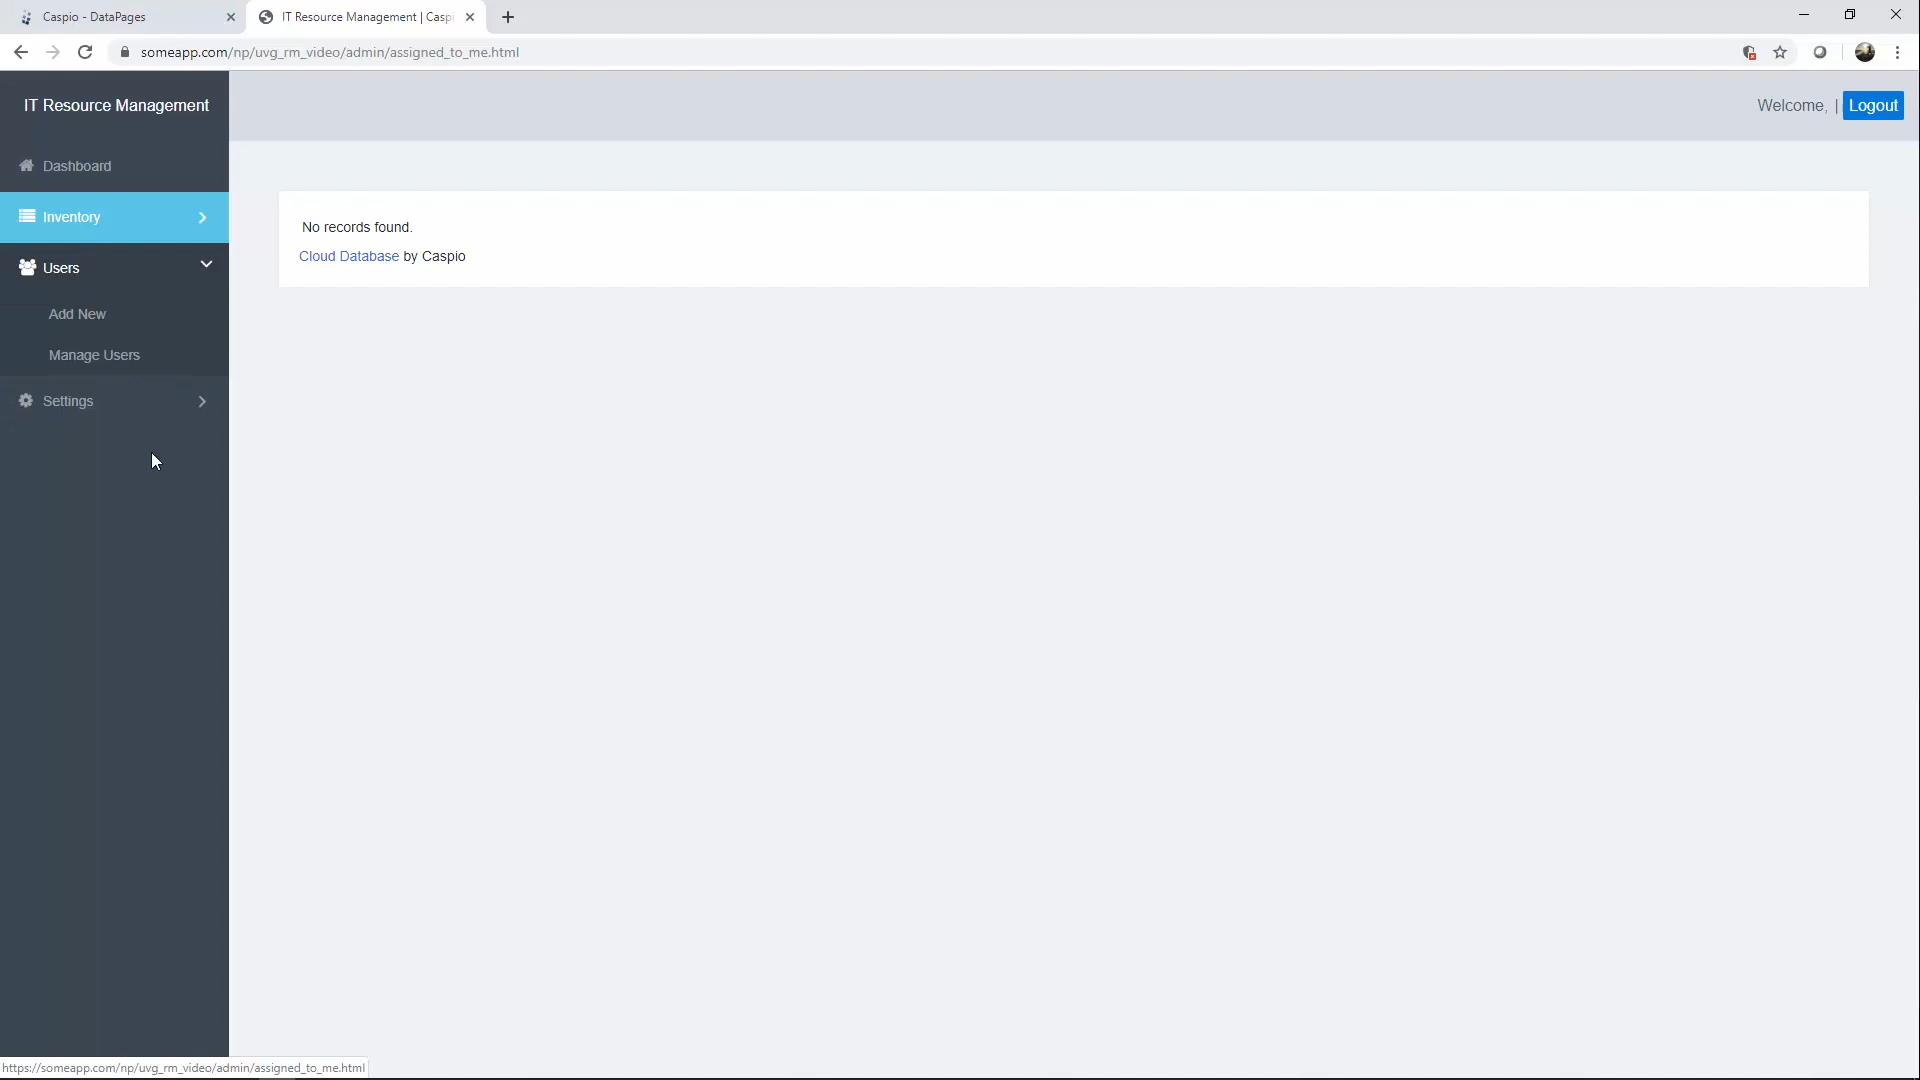 Caspio - DataPages
IT Resource Management | Caspi
someapp.com/np/uvg_rm_video/admin/assigned_to_me.html
IT Resource Management
Welcome, | Logout
Dashboard
Inventory
No records found.
Cloud Database by Caspio
Users
Add New
Manage Users
Settings
https://someapp.com/np/uvg_rm_video/admin/assigned_to_me.html